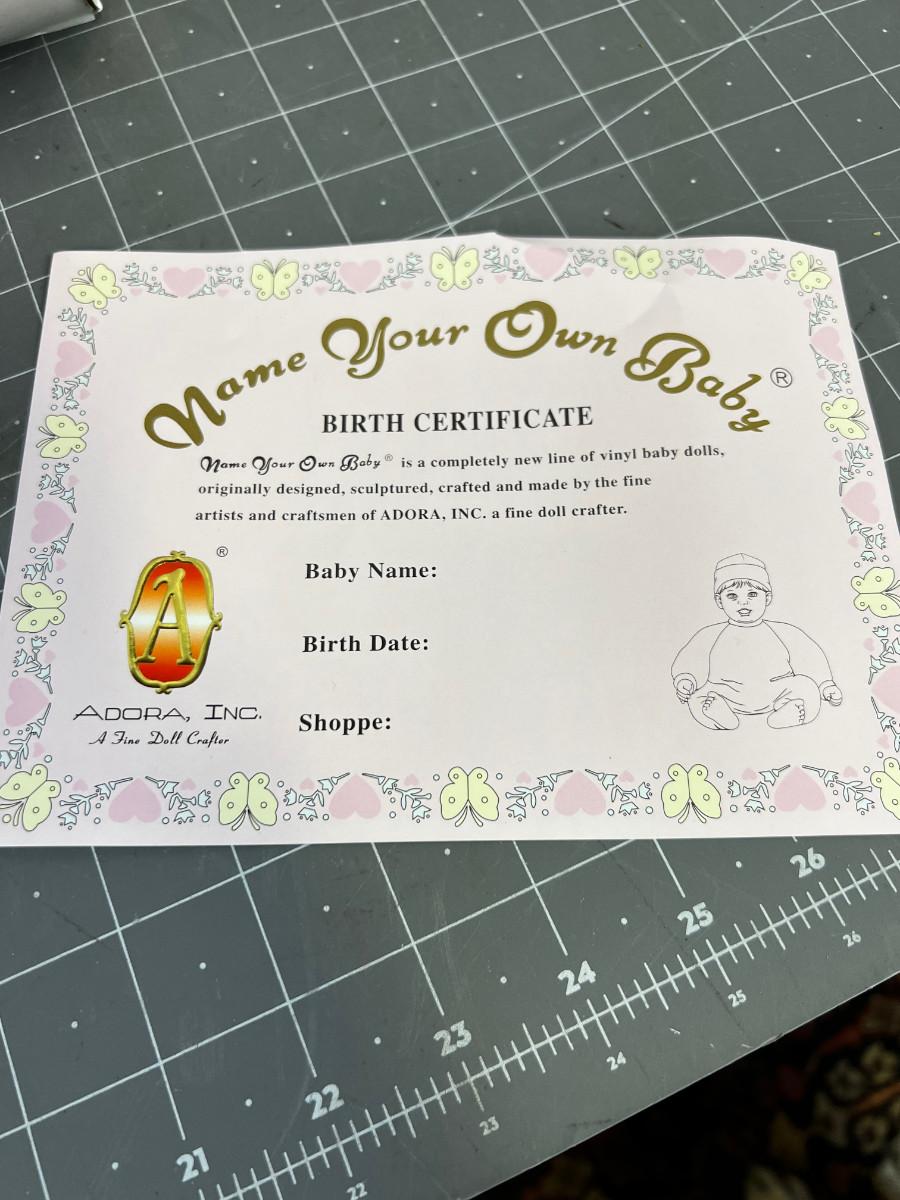 Name Your Own Baby ®
BIRTH CERTIFICATE
Name Your Own Baby® is a completely new line of vinyl baby dolls,
originally designed, sculptured, crafted and made by the fine
artists and craftsmen of ADORA, INC. a fine doll crafter.
®
A
ADORA, INC.
A Fine Doll Crafter
Baby Name:
Birth Date:
Shoppe:
21 22 23 24 25 26
22 23 24 25 26